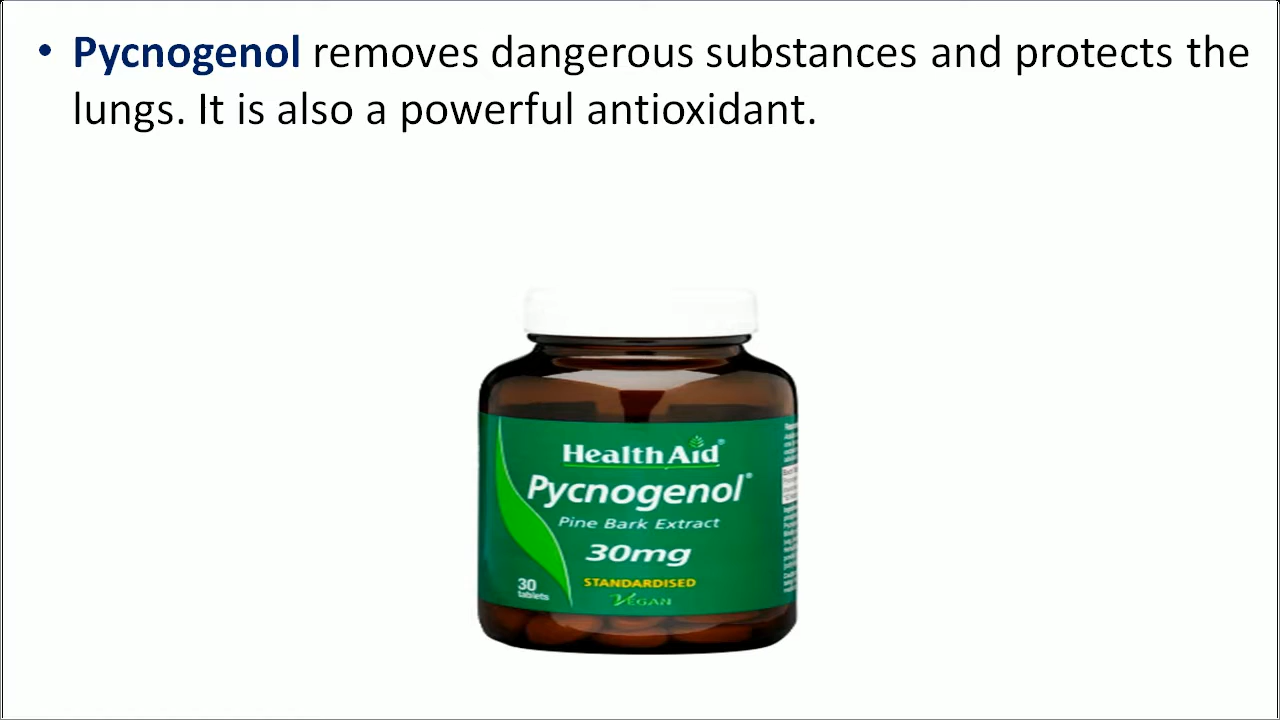 • Pycnogenol removes dangerous substances and protects the
lungs. It is also a powerful antioxidant.
HealthAid®
Pycnogenol®
Pine Bark Extract
30mg
STANDARDISED
VEGAN
30
tablets